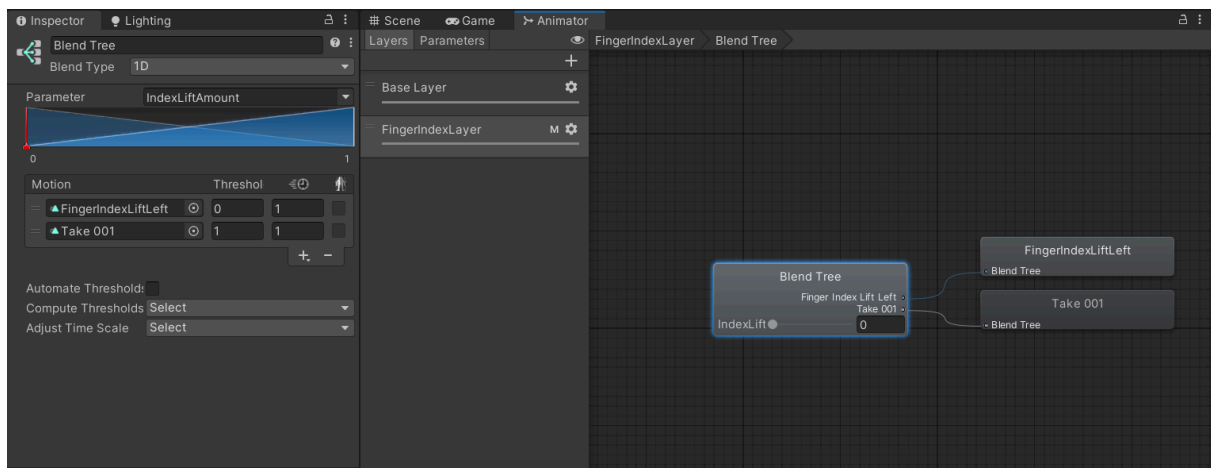 Inspector
Lighting
Blend Tree
Blend Type 1D
Parameter IndexLiftAmount
0 1
Motion Threshol
FingerIndexLiftLeft 0 1
Take 001 1 1
+ −
Automate Threshold:
Compute Thresholds Select
Adjust Time Scale Select
Scene
Game
Animator
Layers Parameters
FingerIndexLayer Blend Tree
+
Base Layer
FingerIndexLayer M
Blend Tree
Finger Index Lift Left
Take 001
IndexLift 0
FingerIndexLiftLeft
Blend Tree
Take 001
Blend Tree